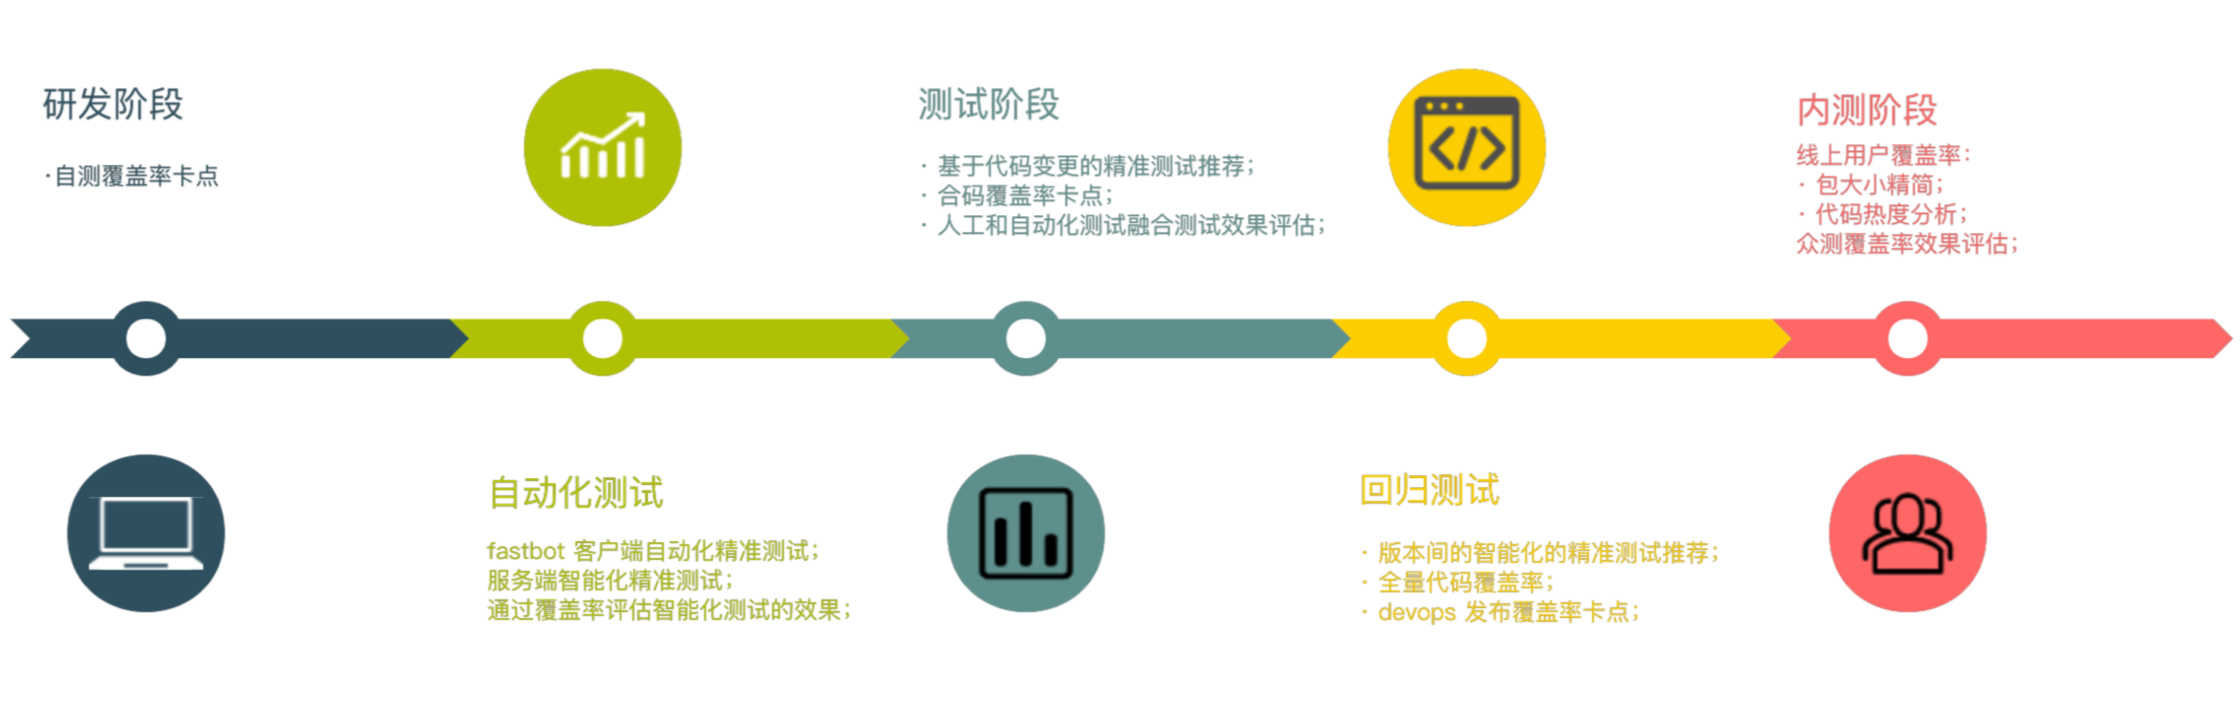 研发阶段
·自测覆盖率卡点
自动化测试
fastbot 客户端自动化精准测试；
服务端智能化精准测试；
通过覆盖率评估智能化测试的效果；
测试阶段
· 基于代码变更的精准测试推荐；
· 合码覆盖率卡点；
· 人工和自动化测试融合测试效果评估；
回归测试
· 版本间的智能化的精准测试推荐；
· 全量代码覆盖率；
· devops 发布覆盖率卡点；
内测阶段
线上用户覆盖率：
· 包大小精简；
· 代码热度分析；
众测覆盖率效果评估；